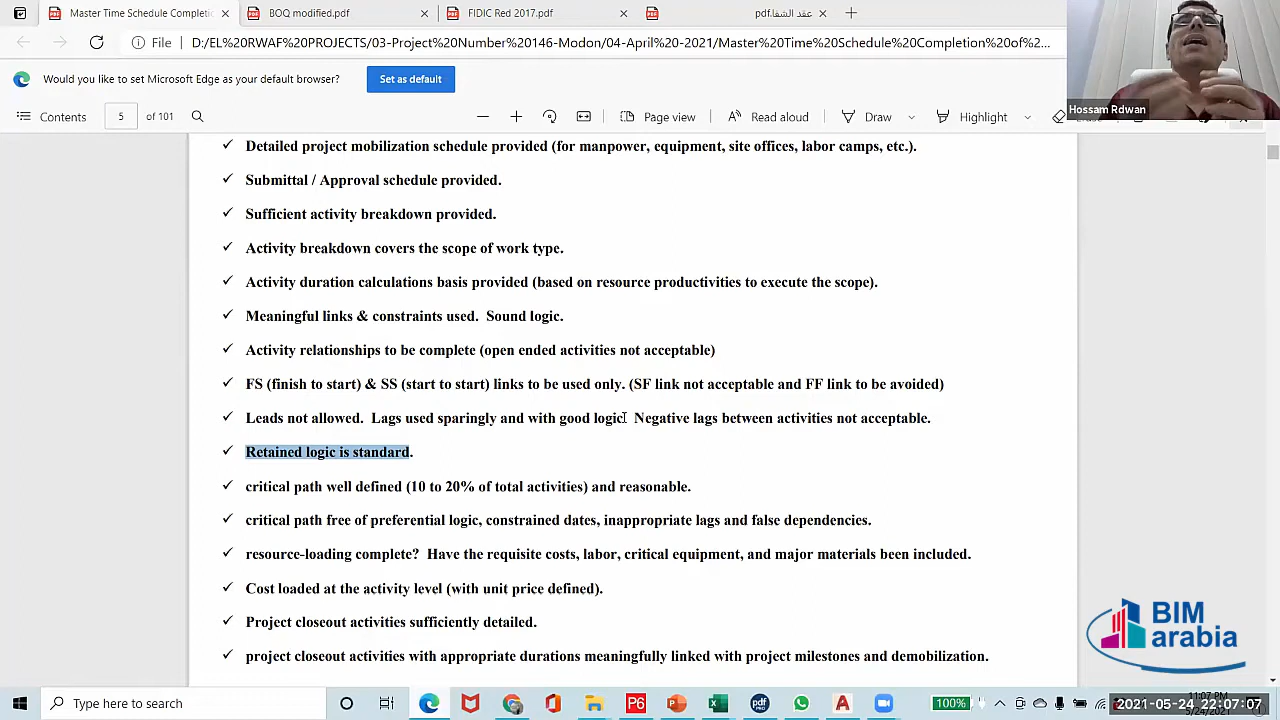 Master Time Schedule Completi
BOQ modified.pdf
FIDIC Red 2017.pdf
عقد الشفا.pdf
File
D:/EL%20RWAF%20PROJECTS/03-Project%20Number%20146-Modon/04-April%20-2021/Master%20Time%20Schedule%20Completion%20of%2...
Hossam Rdwan
Would you like to set Microsoft Edge as your default browser?
Set as default
Contents
5
of 101
Page view
Read aloud
Draw
Highlight
Detailed project mobilization schedule provided (for manpower, equipment, site offices, labor camps, etc.).
Submittal / Approval schedule provided.
Sufficient activity breakdown provided.
Activity breakdown covers the scope of work type.
Activity duration calculations basis provided (based on resource productivities to execute the scope).
Meaningful links & constraints used. Sound logic.
Activity relationships to be complete (open ended activities not acceptable)
FS (finish to start) & SS (start to start) links to be used only. (SF link not acceptable and FF link to be avoided)
Leads not allowed. Lags used sparingly and with good logic. Negative lags between activities not acceptable.
Retained logic is standard.
critical path well defined (10 to 20% of total activities) and reasonable.
critical path free of preferential logic, constrained dates, inappropriate lags and false dependencies.
resource-loading complete? Have the requisite costs, labor, critical equipment, and major materials been included.
Cost loaded at the activity level (with unit price defined).
Project closeout activities sufficiently detailed.
project closeout activities with appropriate durations meaningfully linked with project milestones and demobilization.
BIM
arabia
Type here to search
P6
100%
11:07 PM
2021-05-24 22:07:07